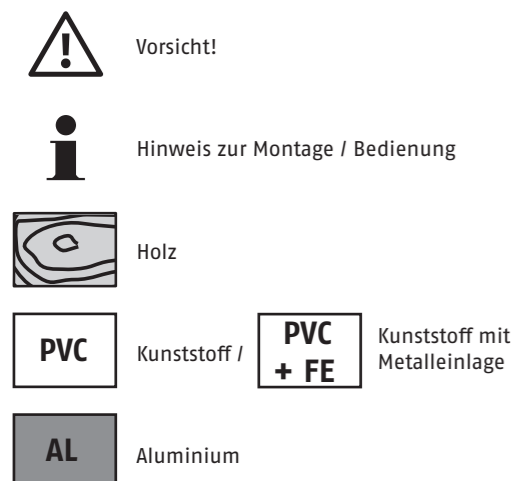 Vorsicht!
Hinweis zur Montage / Bedienung
Holz
PVC
Kunststoff /
PVC
+ FE
Kunststoff mit
Metalleinlage
AL
Aluminium